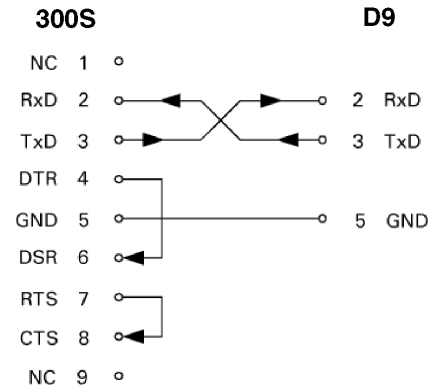 300S D9
NC 1
RxD 2 2 RxD
TxD 3 3 TxD
DTR 4
GND 5 5 GND
DSR 6
RTS 7
CTS 8
NC 9